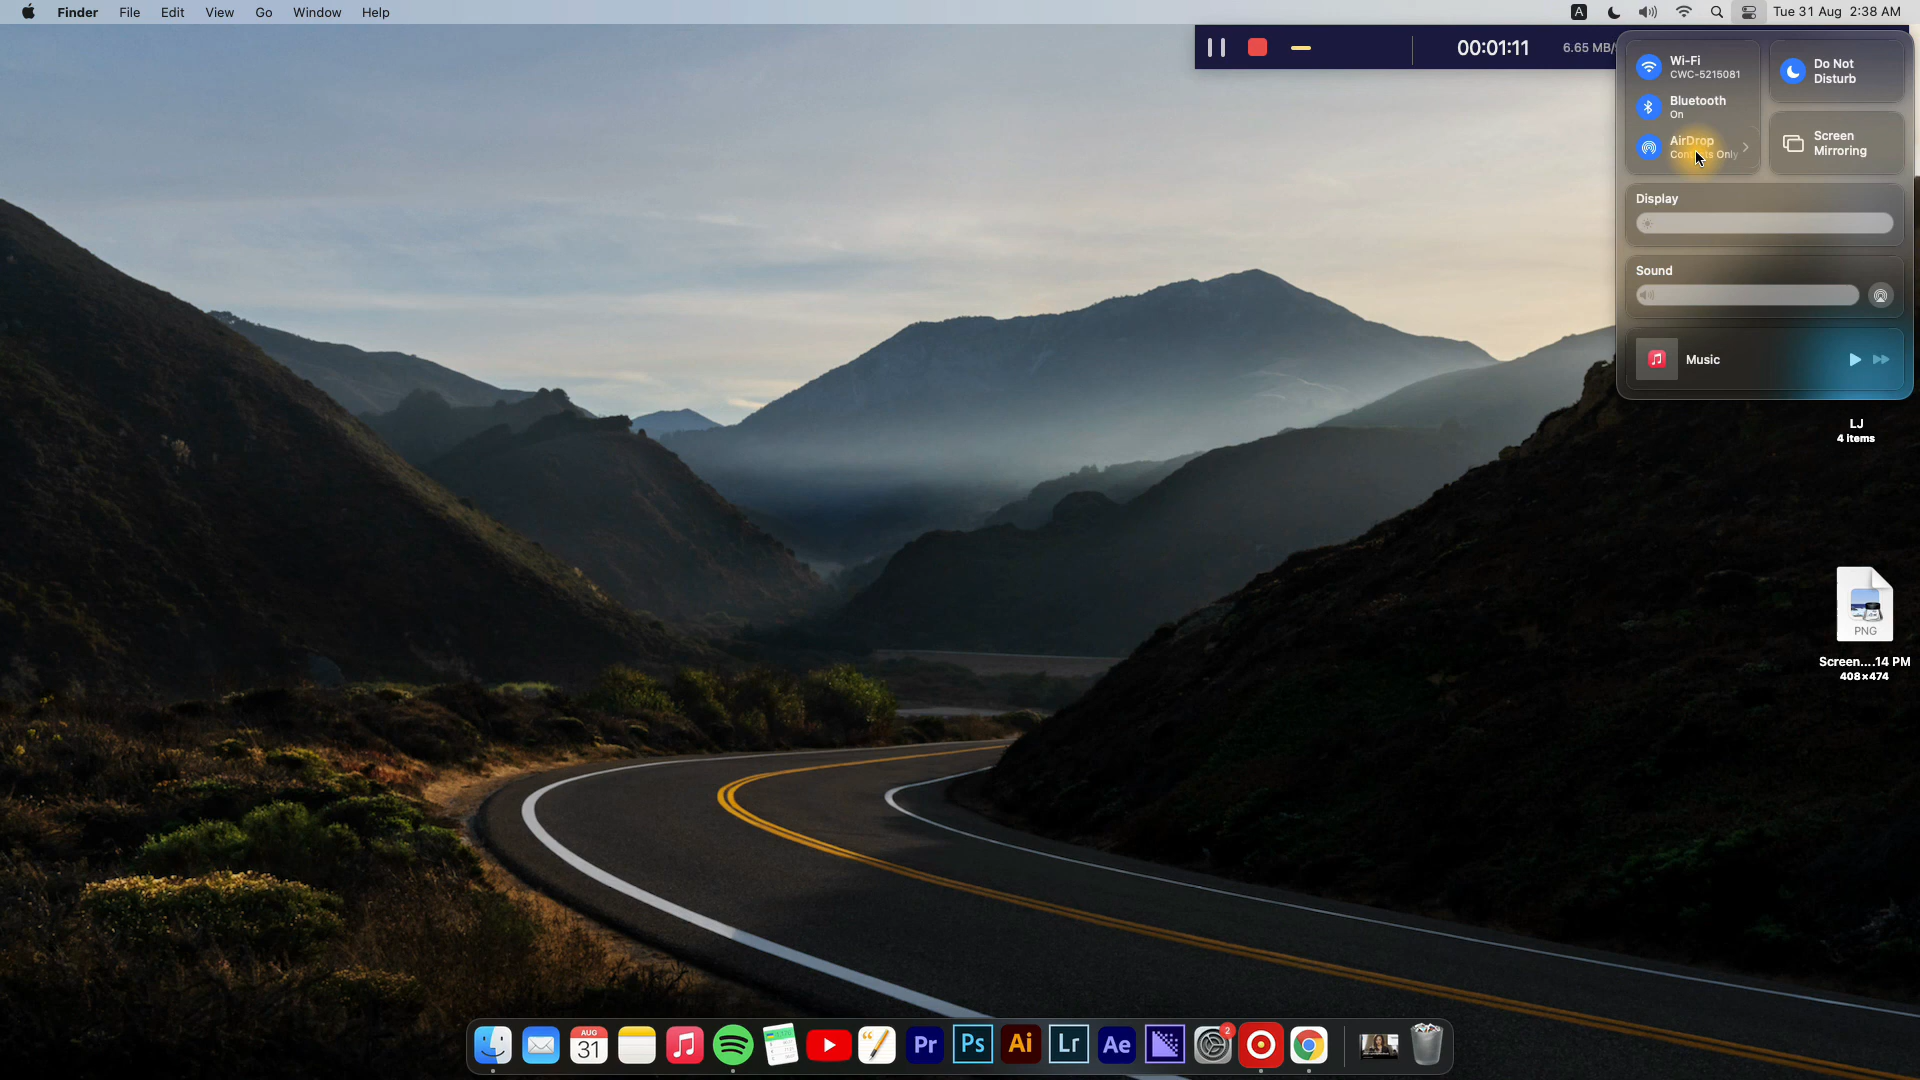 Finder File Edit View Go Window Help
A Tue 31 Aug 2:38 AM
00:01:11 6.65 MB/
Wi-Fi
CWC-5215081
Bluetooth
On
AirDrop
Contacts Only
Do Not
Disturb
Screen
Mirroring
Display
Sound
Music
LJ
4 items
PNG
Screen....14 PM
408×474
AUG
31
Pr Ps Ai Lr Ae 2